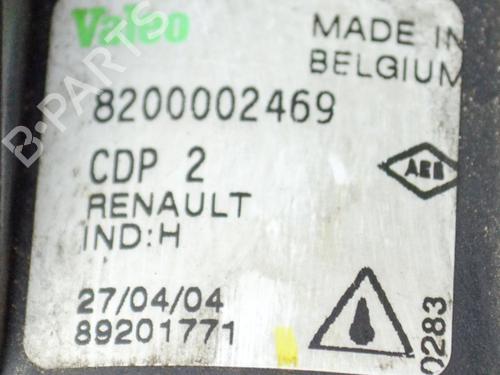 Valeo
MADE IN
BELGIUM
8200002469
CDP 2
RENAULT
IND:H
27/04/04
89201771
0283
B-PARTS